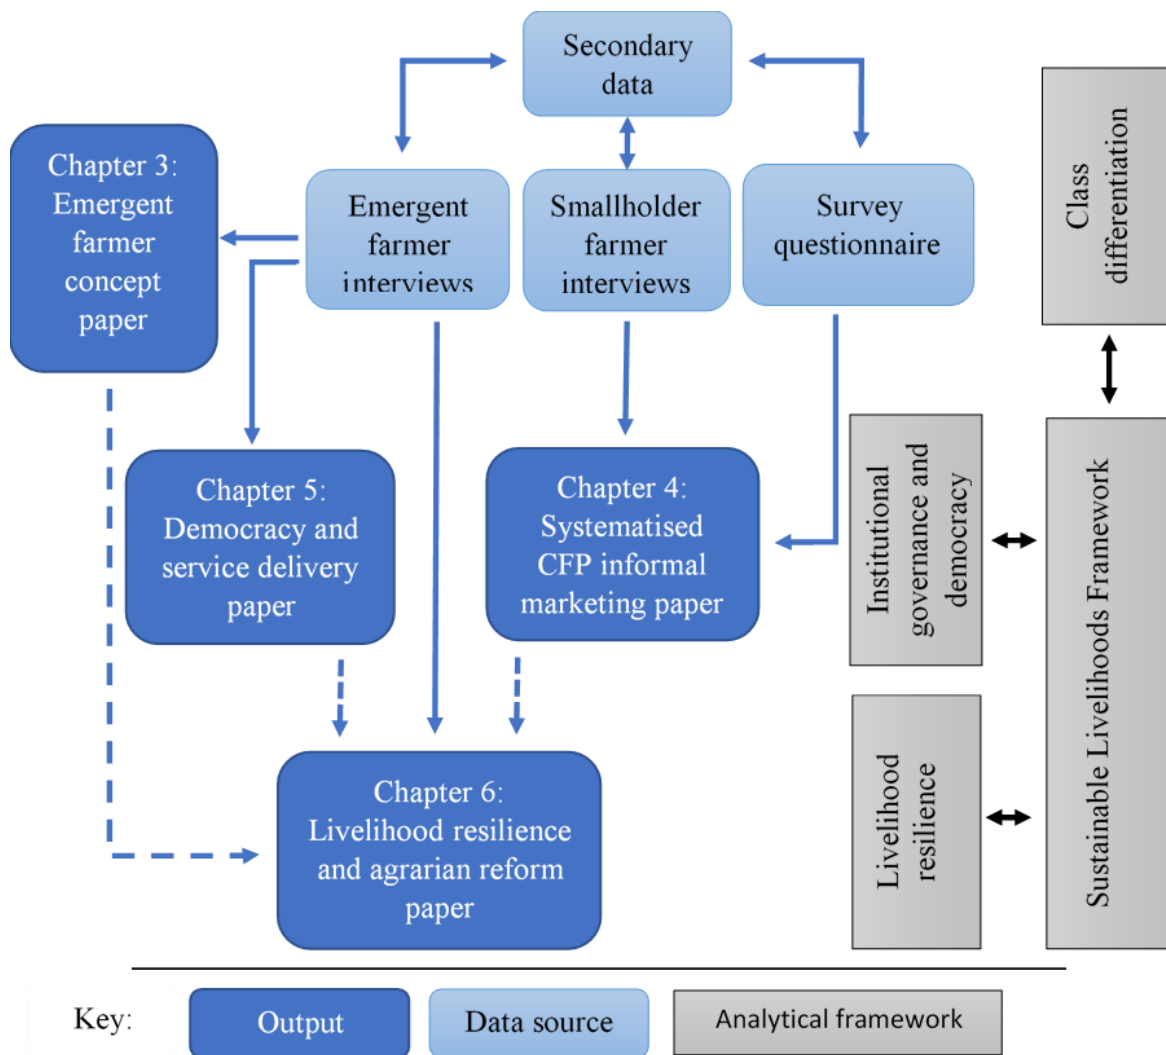 Secondary
data
Chapter 3:
Emergent
farmer
concept
paper
Emergent
farmer
interviews
Smallholder
farmer
interviews
Survey
questionnaire
Class
differentiation
Chapter 5:
Democracy and
service delivery
paper
Chapter 4:
Systematised
CFP informal
marketing paper
Institutional
governance and
democracy
Sustainable Livelihoods Framework
Chapter 6:
Livelihood resilience
and agrarian reform
paper
Livelihood
resilience
Key:
Output
Data source
Analytical framework